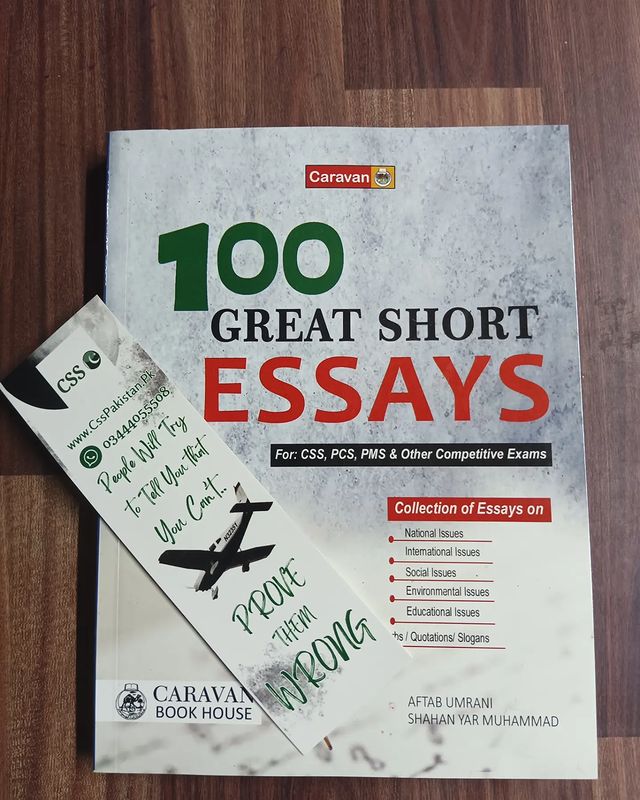 Caravan
100
GREAT SHORT
ESSAYS
For: CSS, PCS, PMS & Other Competitive Exams
Collection of Essays on
National Issues
International Issues
Social Issues
Environmental Issues
Educational Issues
/ Quotations/ Slogans
AFTAB UMRANI
SHAHAN YAR MUHAMMAD
CARAVAN
BOOK HOUSE
CSS
www.CssPakistan.Pk
03444055508
People Will Try
to Tell You that
You Can't..
N323SY
PROVE
THEM
WRONG